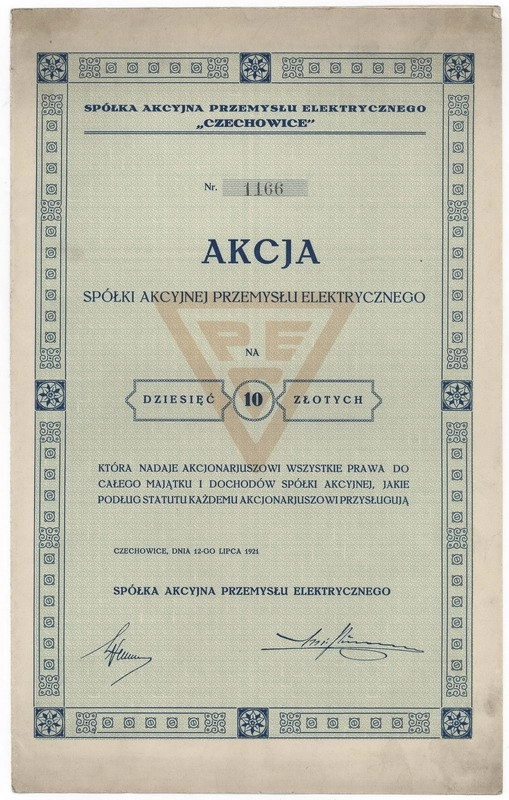 SPÓŁKA AKCYJNA PRZEMYSŁU ELEKTRYCZNEGO
„CZECHOWICE”
Nr. 1166
AKCJA
SPÓŁKI AKCYJNEJ PRZEMYSŁU ELEKTRYCZNEGO
PE
NA
DZIESIĘĆ 10 ZŁOTYCH
KTÓRA NADAJE AKCJONARJUSZOWI WSZYSTKIE PRAWA DO
CAŁEGO MAJĄTKU I DOCHODÓW SPÓŁKI AKCYJNEJ, JAKIE
PODŁUG STATUTU KAŻDEMU AKCJONARJUSZOWI PRZYSŁUGUJĄ
CZECHOWICE, DNIA 12-GO LIPCA 1921
SPÓŁKA AKCYJNA PRZEMYSŁU ELEKTRYCZNEGO